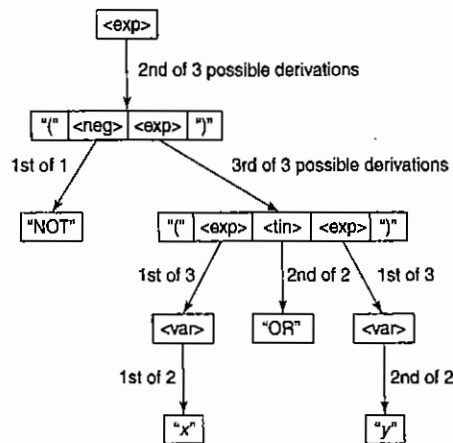 <exp>
2nd of 3 possible derivations
“(“ <neg> <exp> “)”
1st of 1
3rd of 3 possible derivations
“NOT”
“(“ <exp> <tin> <exp> “)”
1st of 3
2nd of 2
1st of 3
<var>
“OR”
<var>
1st of 2
2nd of 2
“x”
“y”